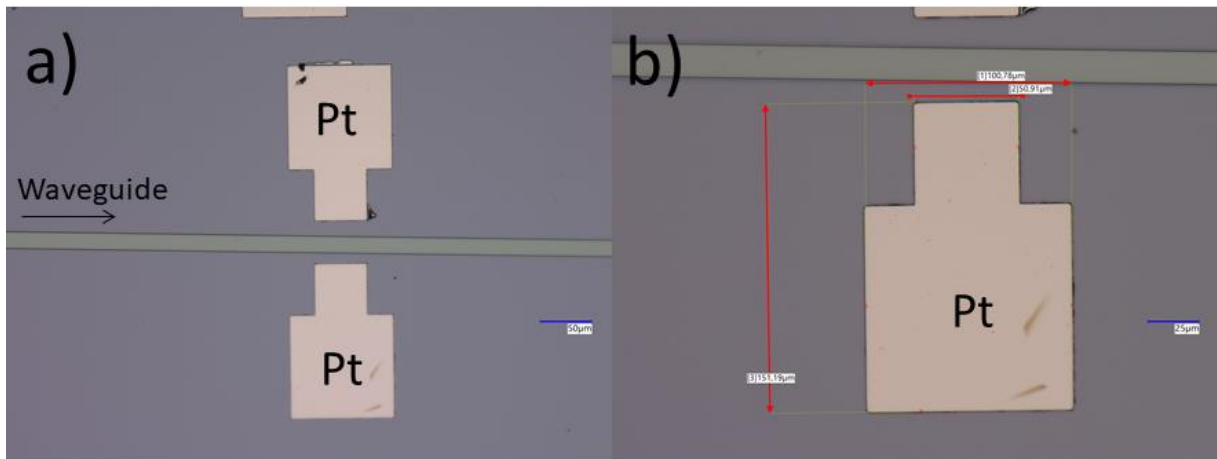 a)
Pt
Waveguide
Pt
50µm
b)
[1]100,78µm
[2]50,91µm
Pt
[3]151,19µm
25µm